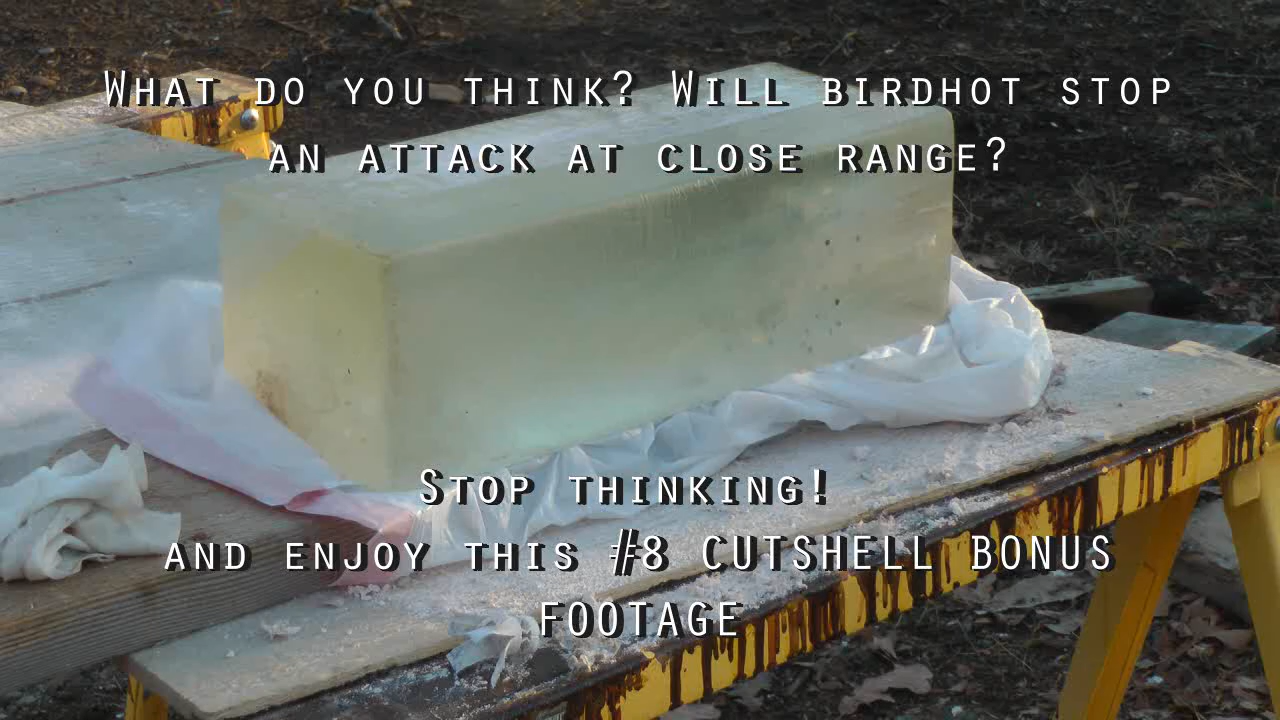 What do you think? Will birdhot stop
an attack at close range?
Stop thinking!
and enjoy this #8 CUTSHELL BONUS
FOOTAGE